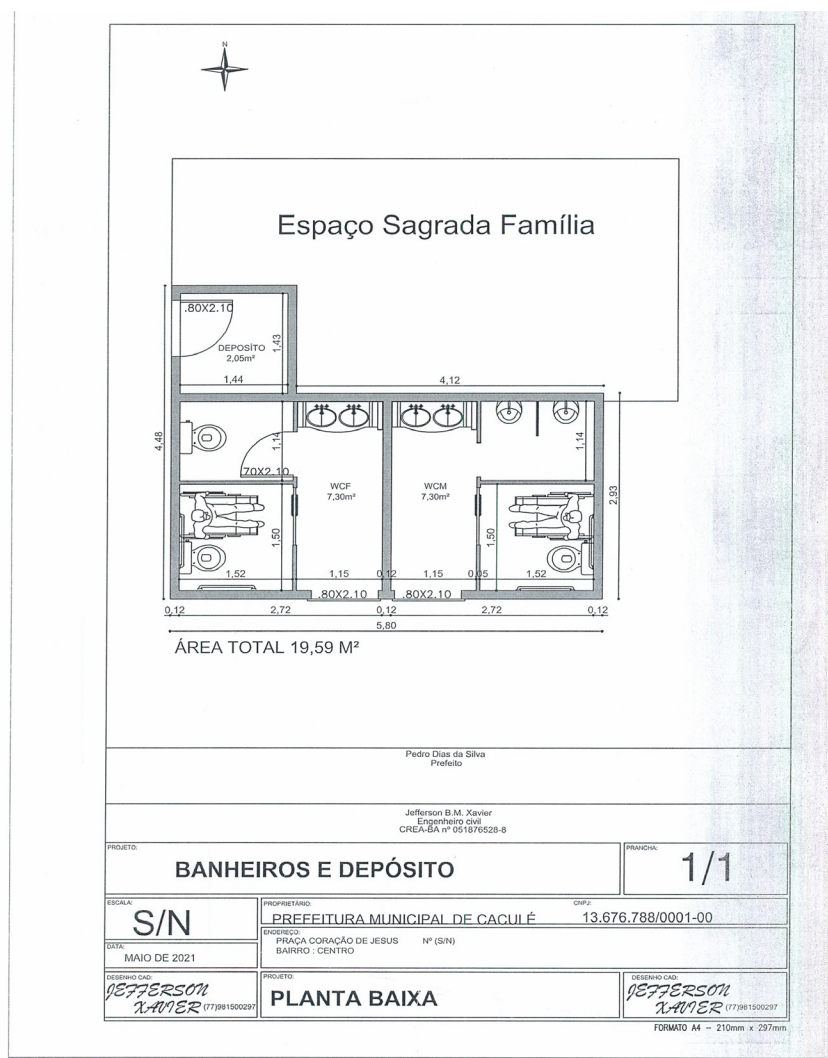 N
Espaço Sagrada Família
.80X2.10
DEPOSÍTO
2,05m²
1,43
1,44
4,12
4,48
1,14
.70X2.10
WCF
7,30m²
WCM
7,30m²
1,14
2,93
1,50
1,50
1,52
1,15
0,12
1,15
0,05
1,52
.80X2.10
.80X2.10
0,12
2,72
0,12
2,72
0,12
5,80
ÁREA TOTAL 19,59 M²
Pedro Dias da Silva
Prefeito
Jefferson B.M. Xavier
Engenheiro civil
CREA-BA nº 051876528-8
PROJETO:
BANHEIROS E DEPÓSITO
PRANCHA:
1/1
ESCALA:
S/N
PROPRIETÁRIO:
PREFEITURA MUNICIPAL DE CACULÉ
CNPJ:
13.676.788/0001-00
ENDEREÇO:
PRAÇA CORAÇÃO DE JESUS Nº (S/N)
BAIRRO : CENTRO
DATA:
MAIO DE 2021
DESENHO CAD:
JEFFERSON
XAVIER (77)981500297
PROJETO:
PLANTA BAIXA
DESENHO CAD:
JEFFERSON
XAVIER (77)981500297
FORMATO A4 - 210mm x 297mm